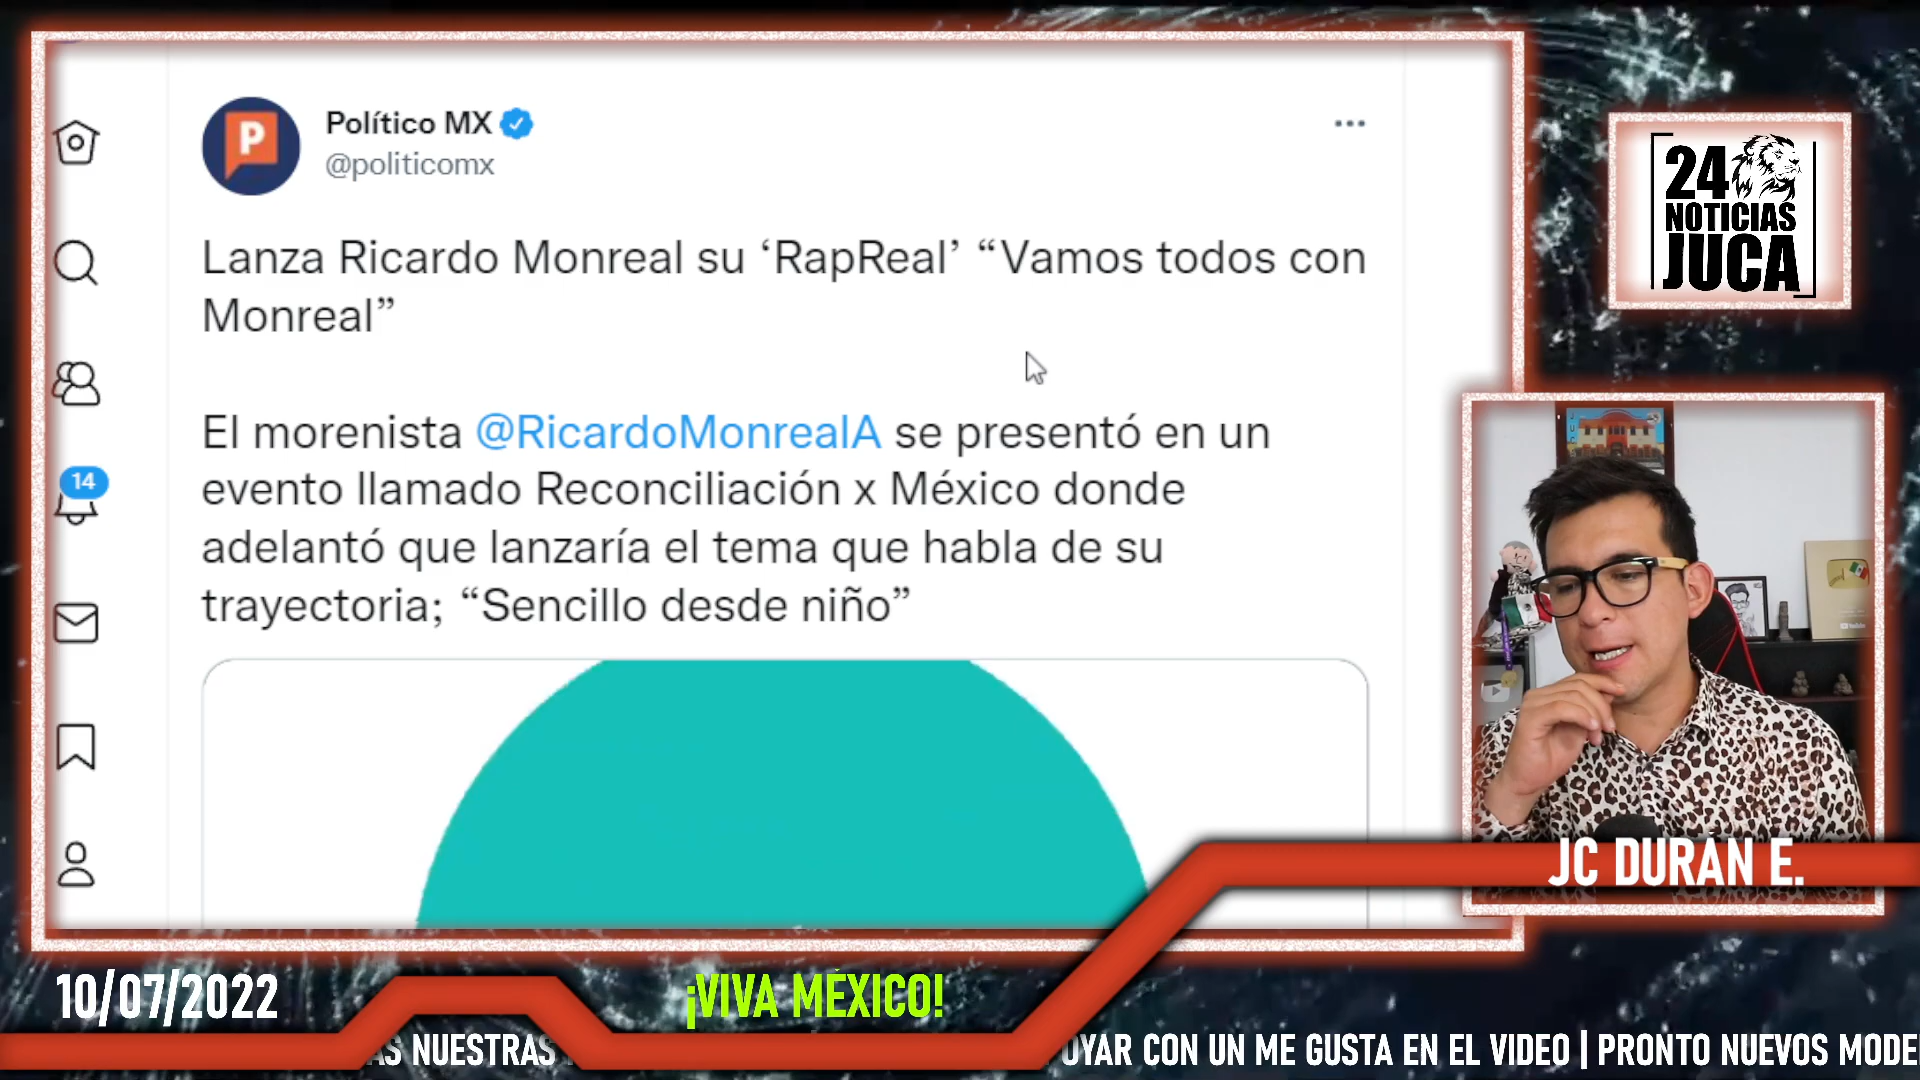 Político MX
@politicomx
Lanza Ricardo Monreal su ‘RapReal’ “Vamos todos con
Monreal”
El morenista @RicardoMonrealA se presentó en un
evento llamado Reconciliación x México donde
adelantó que lanzaría el tema que habla de su
trayectoria; “Sencillo desde niño”
14
24
NOTICIAS
JUCA
JC DURÁN E.
10/07/2022
¡VIVA MÉXICO!
NUESTRAS
CON UN ME GUSTA EN EL VIDEO | PRONTO NUEVOS